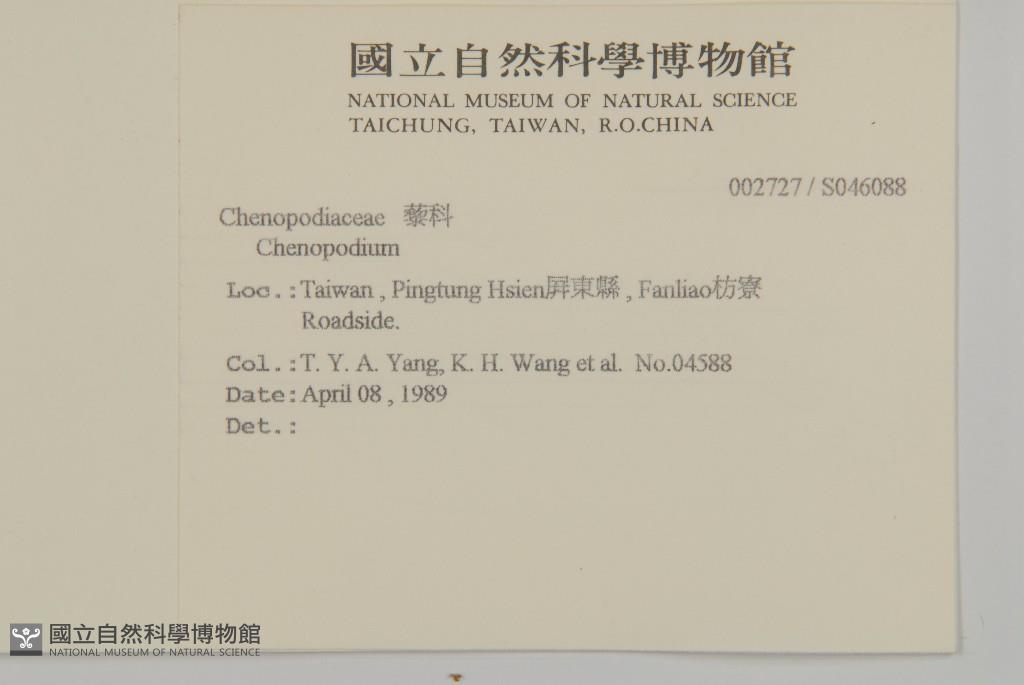 國立自然科學博物館
NATIONAL MUSEUM OF NATURAL SCIENCE
TAICHUNG, TAIWAN, R.O.CHINA
002727 / S046088
Chenopodiaceae 藜科
Chenopodium
Loc.: Taiwan , Pingtung Hsien屏東縣 , Fanliao枋寮
Roadside.
Col.: T. Y. A. Yang, K. H. Wang et al. No.04588
Date: April 08 , 1989
Det.:
國立自然科學博物館
NATIONAL MUSEUM OF NATURAL SCIENCE